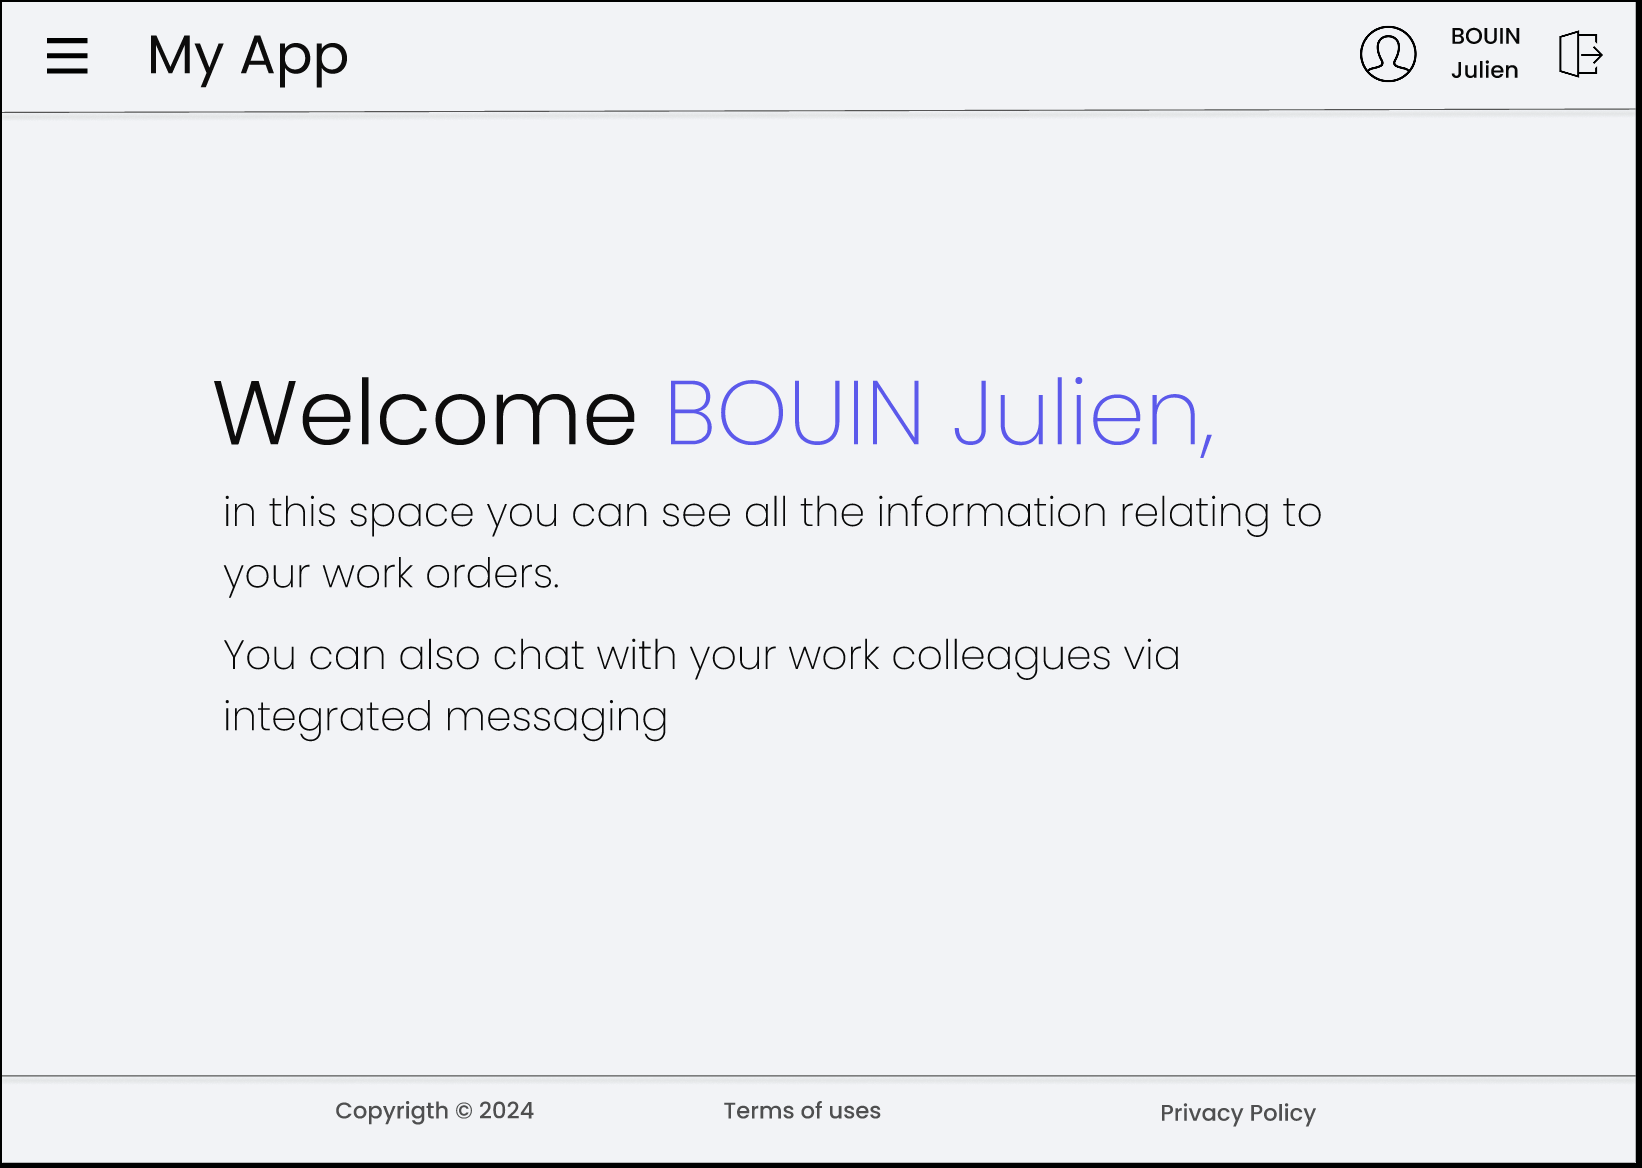 My App
BOUIN
Julien
Welcome BOUIN Julien,
in this space you can see all the information relating to
your work orders.
You can also chat with your work colleagues via
integrated messaging
Copyrigth © 2024
Terms of uses
Privacy Policy